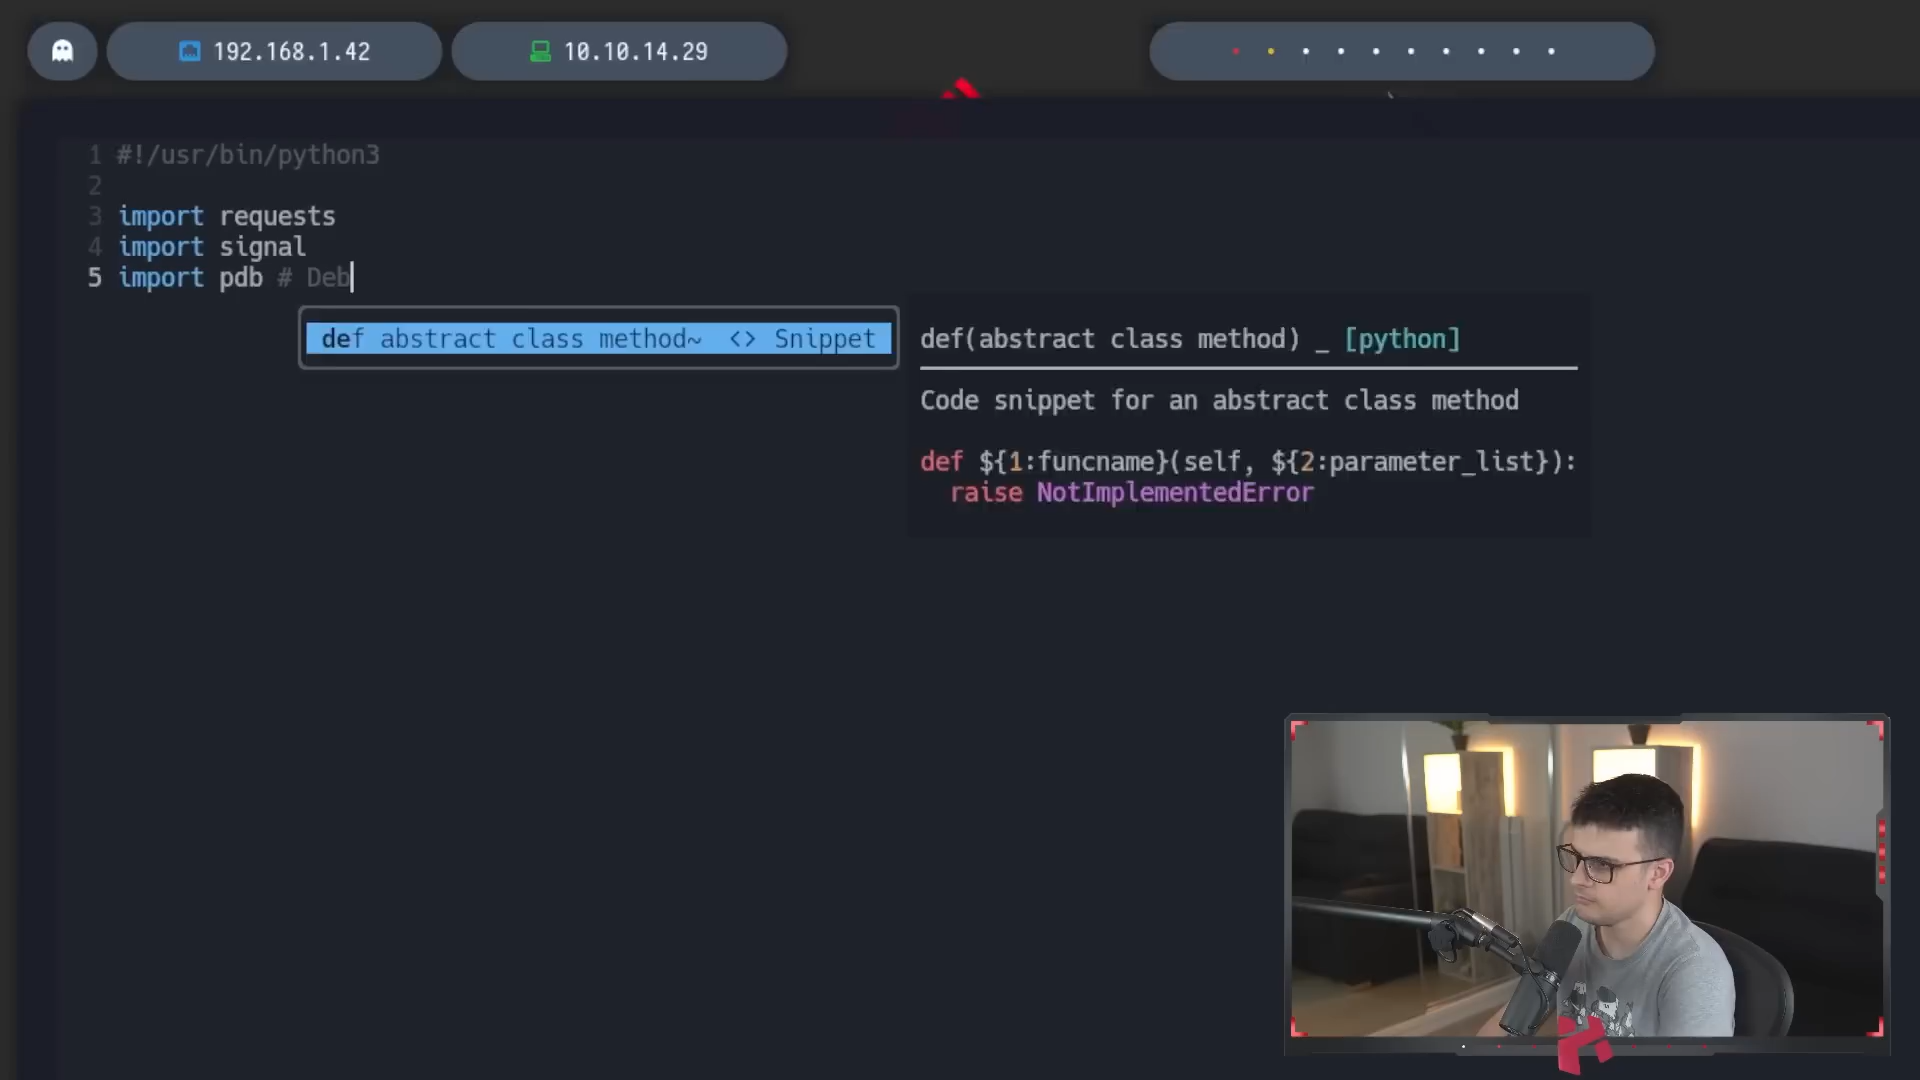 192.168.1.42
10.10.14.29
1 #!/usr/bin/python3
2
3 import requests
4 import signal
5 import pdb # Deb
def abstract class method~ <> Snippet
def(abstract class method) _ [python]
Code snippet for an abstract class method
def ${1:funcname}(self, ${2:parameter_list}):
raise NotImplementedError